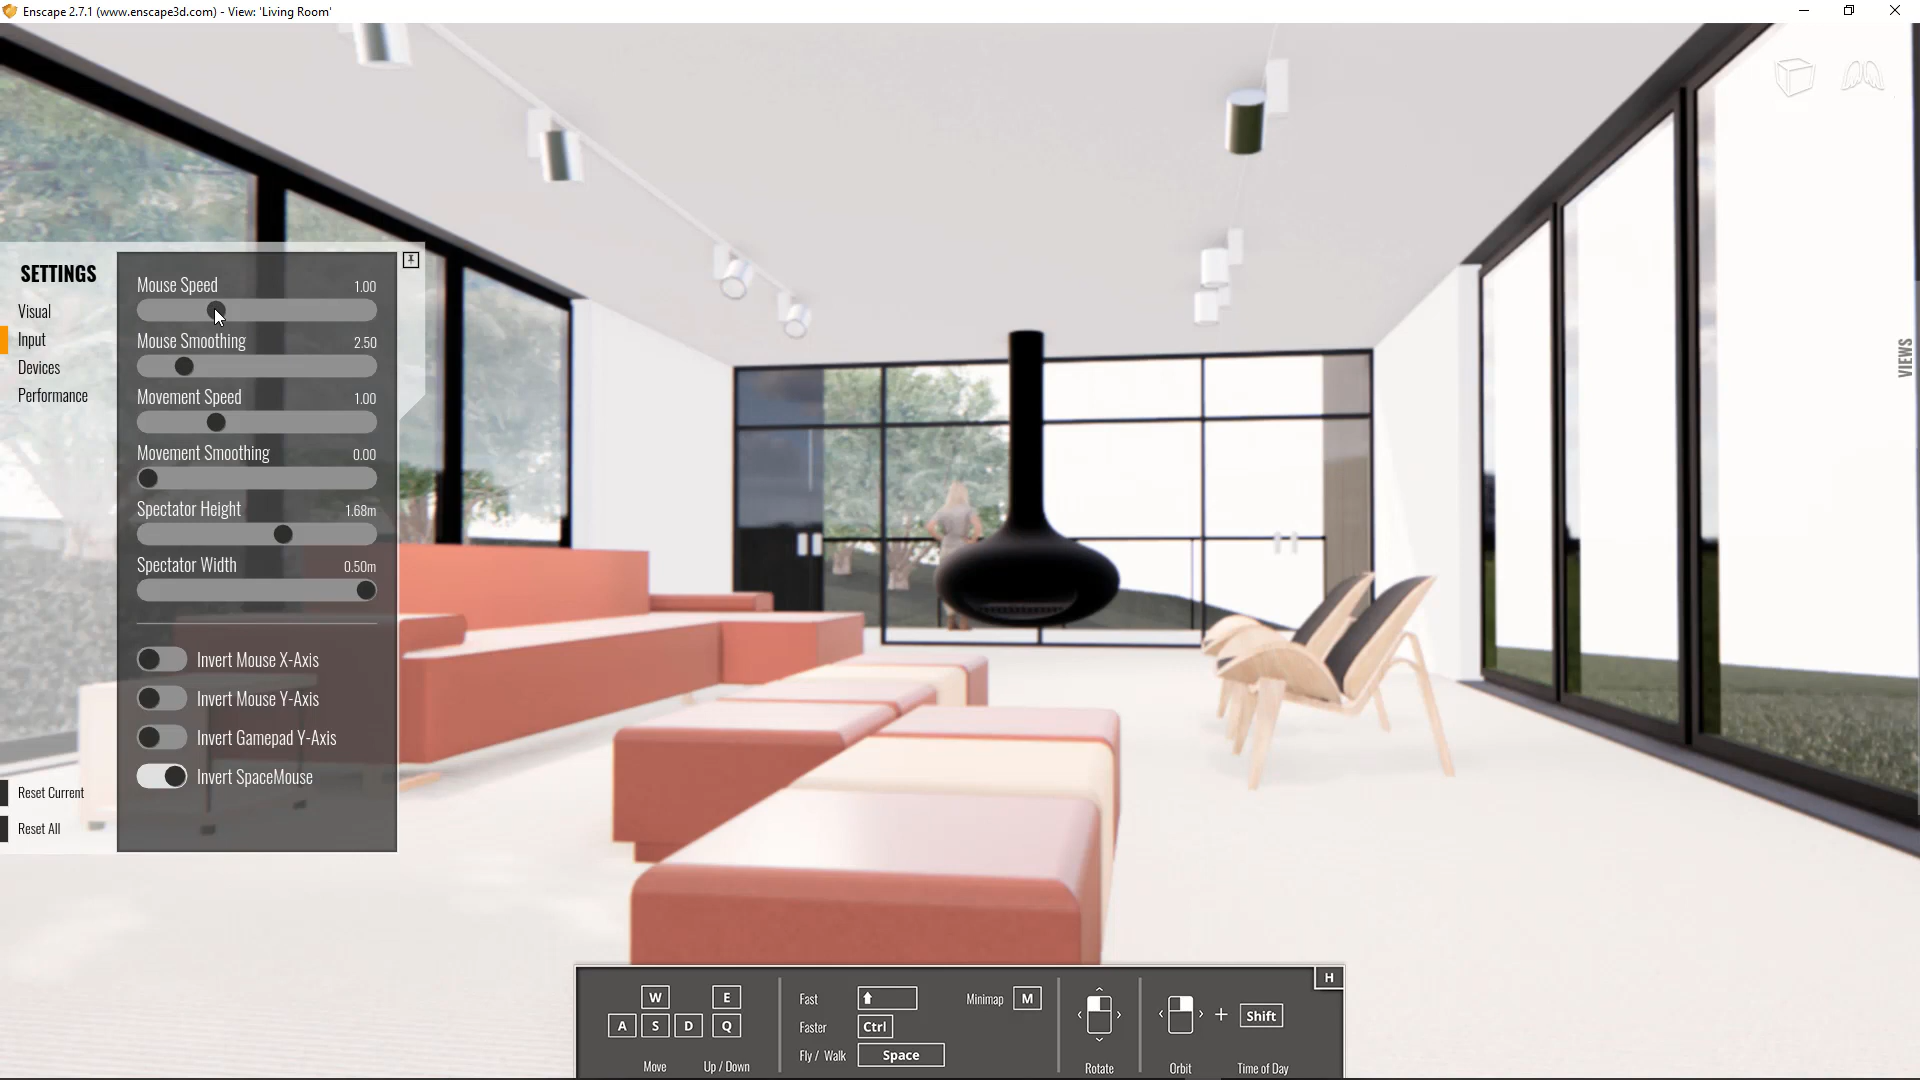 Enscape 2.7.1 (www.enscape3d.com) - View: 'Living Room'
SETTINGS
Visual
Input
Devices
Performance
Reset Current
Reset All
Mouse Speed 1.00
Mouse Smoothing 2.50
Movement Speed 1.00
Movement Smoothing 0.00
Spectator Height 1.68m
Spectator Width 0.50m
Invert Mouse X-Axis
Invert Mouse Y-Axis
Invert Gamepad Y-Axis
Invert SpaceMouse
VIEWS
H
W E
A S D Q
Move Up / Down
Fast
Faster Ctrl
Fly / Walk Space
Minimap M
Rotate
+ Shift
Orbit Time of Day